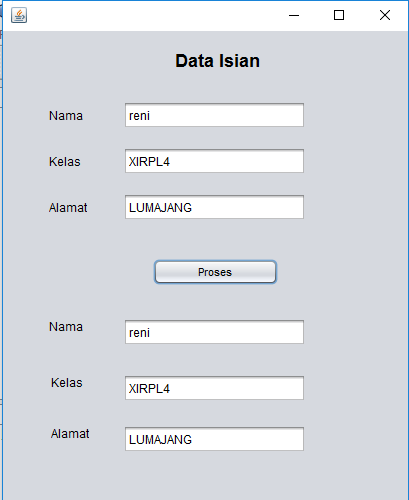 Data Isian
Nama reni
Kelas XIRPL4
Alamat LUMAJANG
Proses
Nama reni
Kelas XIRPL4
Alamat LUMAJANG